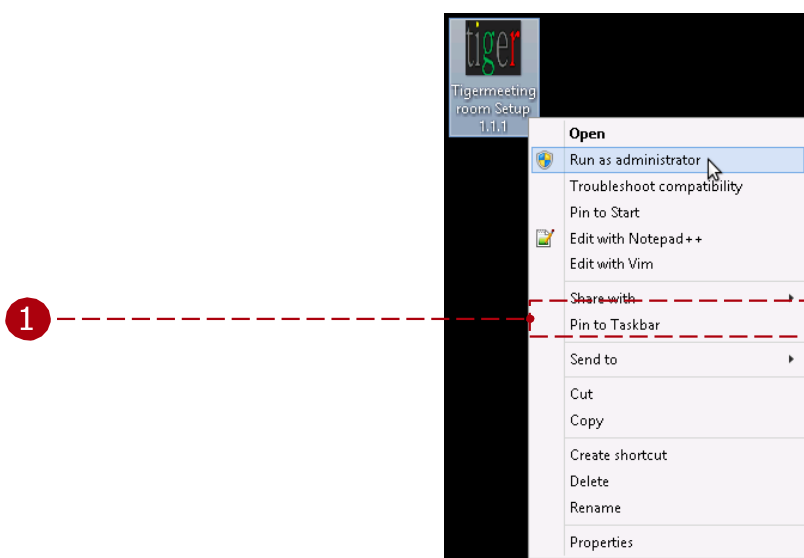 tiger
Tigermeeting
room Setup
1.1.1
Open
Run as administrator
Troubleshoot compatibility
Pin to Start
Edit with Notepad++
Edit with Vim
Share with
1
Pin to Taskbar
Send to
Cut
Copy
Create shortcut
Delete
Rename
Properties